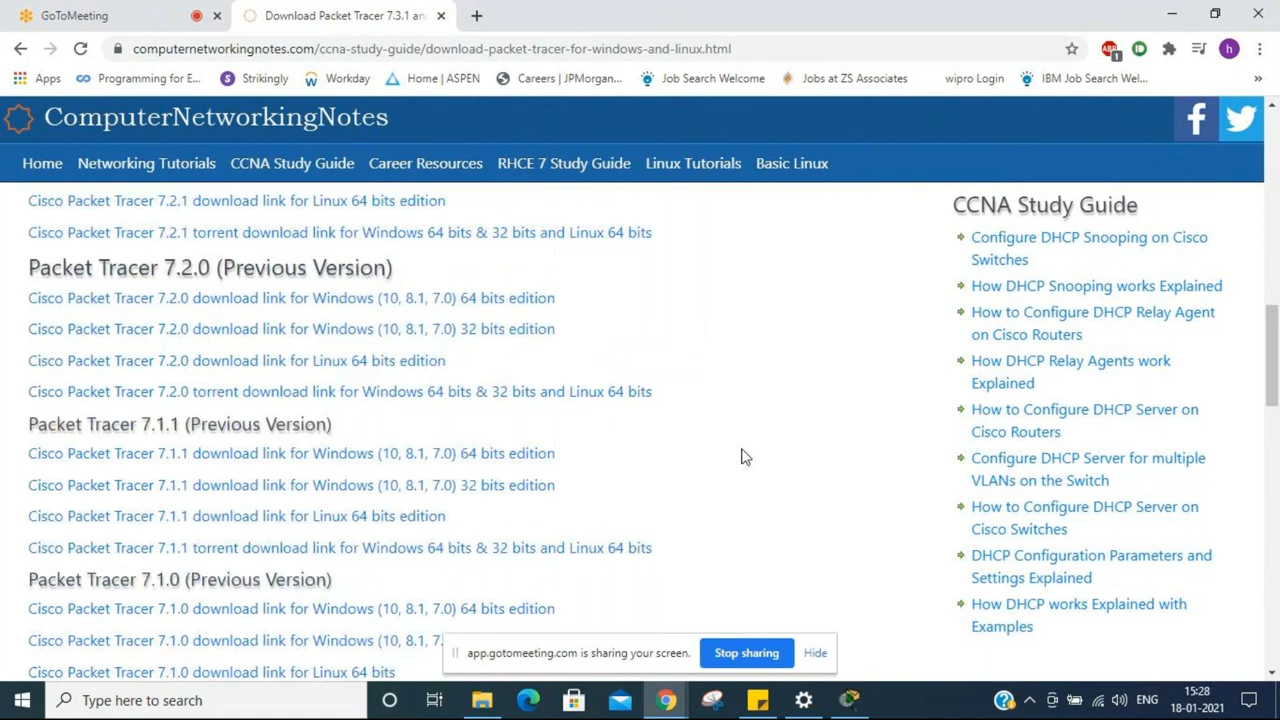 GoToMeeting
Download Packet Tracer 7.3.1 an
computernetworkingnotes.com/ccna-study-guide/download-packet-tracer-for-windows-and-linux.html
ABP
1
h
Apps
Programming for E...
Strikingly
Workday
Home | ASPEN
Careers | JPMorgan...
Job Search Welcome
Jobs at ZS Associates
wipro Login
IBM Job Search Wel...
»
ComputerNetworkingNotes
Home
Networking Tutorials
CCNA Study Guide
Career Resources
RHCE 7 Study Guide
Linux Tutorials
Basic Linux
Cisco Packet Tracer 7.2.1 download link for Linux 64 bits edition
Cisco Packet Tracer 7.2.1 torrent download link for Windows 64 bits & 32 bits and Linux 64 bits
Packet Tracer 7.2.0 (Previous Version)
Cisco Packet Tracer 7.2.0 download link for Windows (10, 8.1, 7.0) 64 bits edition
Cisco Packet Tracer 7.2.0 download link for Windows (10, 8.1, 7.0) 32 bits edition
Cisco Packet Tracer 7.2.0 download link for Linux 64 bits edition
Cisco Packet Tracer 7.2.0 torrent download link for Windows 64 bits & 32 bits and Linux 64 bits
Packet Tracer 7.1.1 (Previous Version)
Cisco Packet Tracer 7.1.1 download link for Windows (10, 8.1, 7.0) 64 bits edition
Cisco Packet Tracer 7.1.1 download link for Windows (10, 8.1, 7.0) 32 bits edition
Cisco Packet Tracer 7.1.1 download link for Linux 64 bits edition
Cisco Packet Tracer 7.1.1 torrent download link for Windows 64 bits & 32 bits and Linux 64 bits
Packet Tracer 7.1.0 (Previous Version)
Cisco Packet Tracer 7.1.0 download link for Windows (10, 8.1, 7.0) 64 bits edition
Cisco Packet Tracer 7.1.0 download link for Windows (10, 8.1, 7.
Cisco Packet Tracer 7.1.0 download link for Linux 64 bits
CCNA Study Guide
Configure DHCP Snooping on Cisco
Switches
How DHCP Snooping works Explained
How to Configure DHCP Relay Agent
on Cisco Routers
How DHCP Relay Agents work
Explained
How to Configure DHCP Server on
Cisco Routers
Configure DHCP Server for multiple
VLANs on the Switch
How to Configure DHCP Server on
Cisco Switches
DHCP Configuration Parameters and
Settings Explained
How DHCP works Explained with
Examples
app.gotomeeting.com is sharing your screen.
Stop sharing
Hide
Type here to search
ENG
15:28
18-01-2021